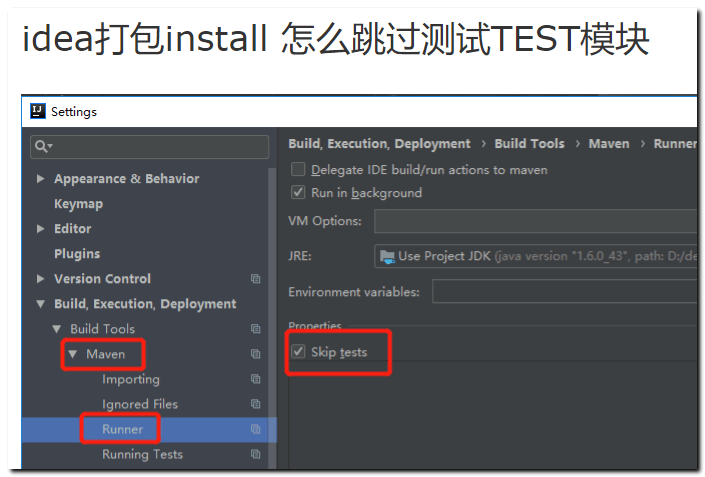 idea打包install 怎么跳过测试TEST模块
Settings
Build, Execution, Deployment › Build Tools › Maven › Runner
Delegate IDE build/run actions to maven
Appearance & Behavior
Run in background
Keymap
VM Options:
Editor
Plugins
JRE: Use Project JDK (java version "1.6.0_43", path: D:/de
Version Control
Environment variables:
Build, Execution, Deployment
Properties
Build Tools
Maven
Skip tests
Importing
Ignored Files
Runner
Running Tests